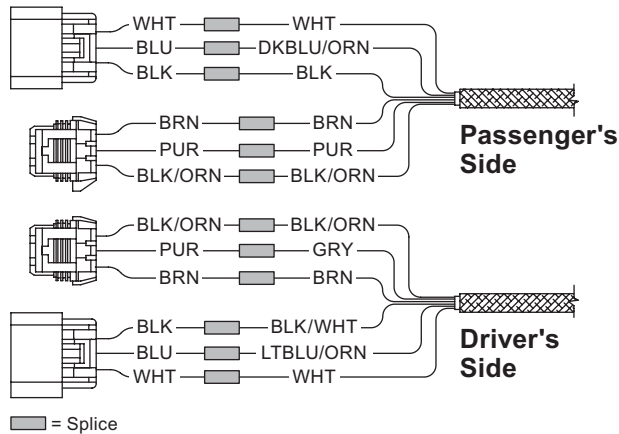 WHT WHT
BLU DKBLU/ORN
BLK BLK
BRN BRN
PUR PUR
BLK/ORN BLK/ORN
Passenger's
Side
BLK/ORN BLK/ORN
PUR GRY
BRN BRN
BLK BLK/WHT
BLU LTBLU/ORN
WHT WHT
Driver's
Side
= Splice